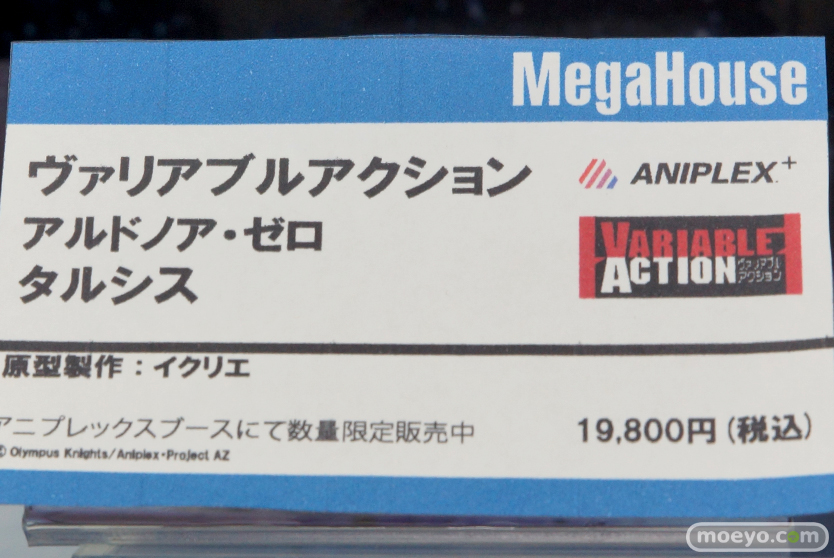 MegaHouse
ヴァリアブルアクション
アルドノア・ゼロ
タルシス
ANIPLEX+
VARIABLE
ACTION
ヴァリアブル
アクション
原型製作：イクリエ
アニプレックスブースにて数量限定販売中
19,800円(税込)
© Olympus Knights/Aniplex・Project AZ
moeyo.com